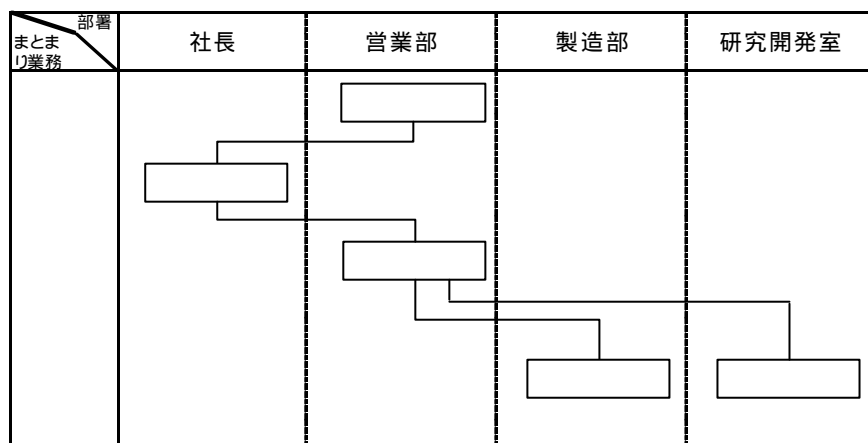 部署
まとま
り業務
社長
営業部
製造部
研究開発室